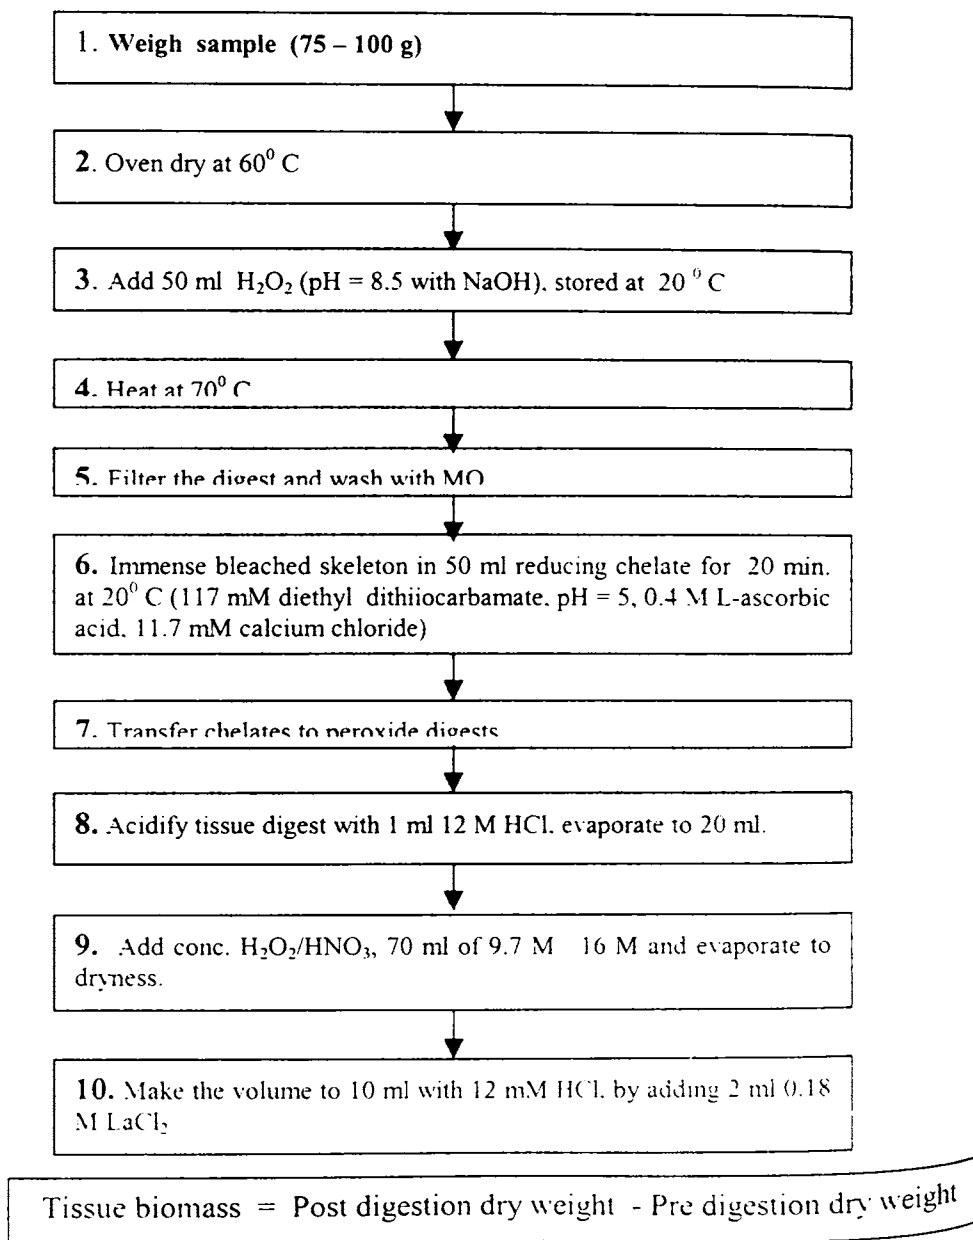 1. Weigh sample (75 – 100 g)
2. Oven dry at 60⁰ C
3. Add 50 ml H₂O₂ (pH = 8.5 with NaOH). stored at 20 ⁰ C
4. Heat at 70⁰ C
5. Filter the digest and wash with MQ
6. Immense bleached skeleton in 50 ml reducing chelate for 20 min.
at 20⁰ C (117 mM diethyl dithiiocarbamate. pH = 5, 0.4 M L-ascorbic
acid. 11.7 mM calcium chloride)
7. Transfer chelates to peroxide digests
8. Acidify tissue digest with 1 ml 12 M HCl. evaporate to 20 ml.
9. Add conc. H₂O₂/HNO₃, 70 ml of 9.7 M 16 M and evaporate to
dryness.
10. Make the volume to 10 ml with 12 mM HCl. by adding 2 ml 0.18
M LaCl₂
Tissue biomass = Post digestion dry weight - Pre digestion dry weight